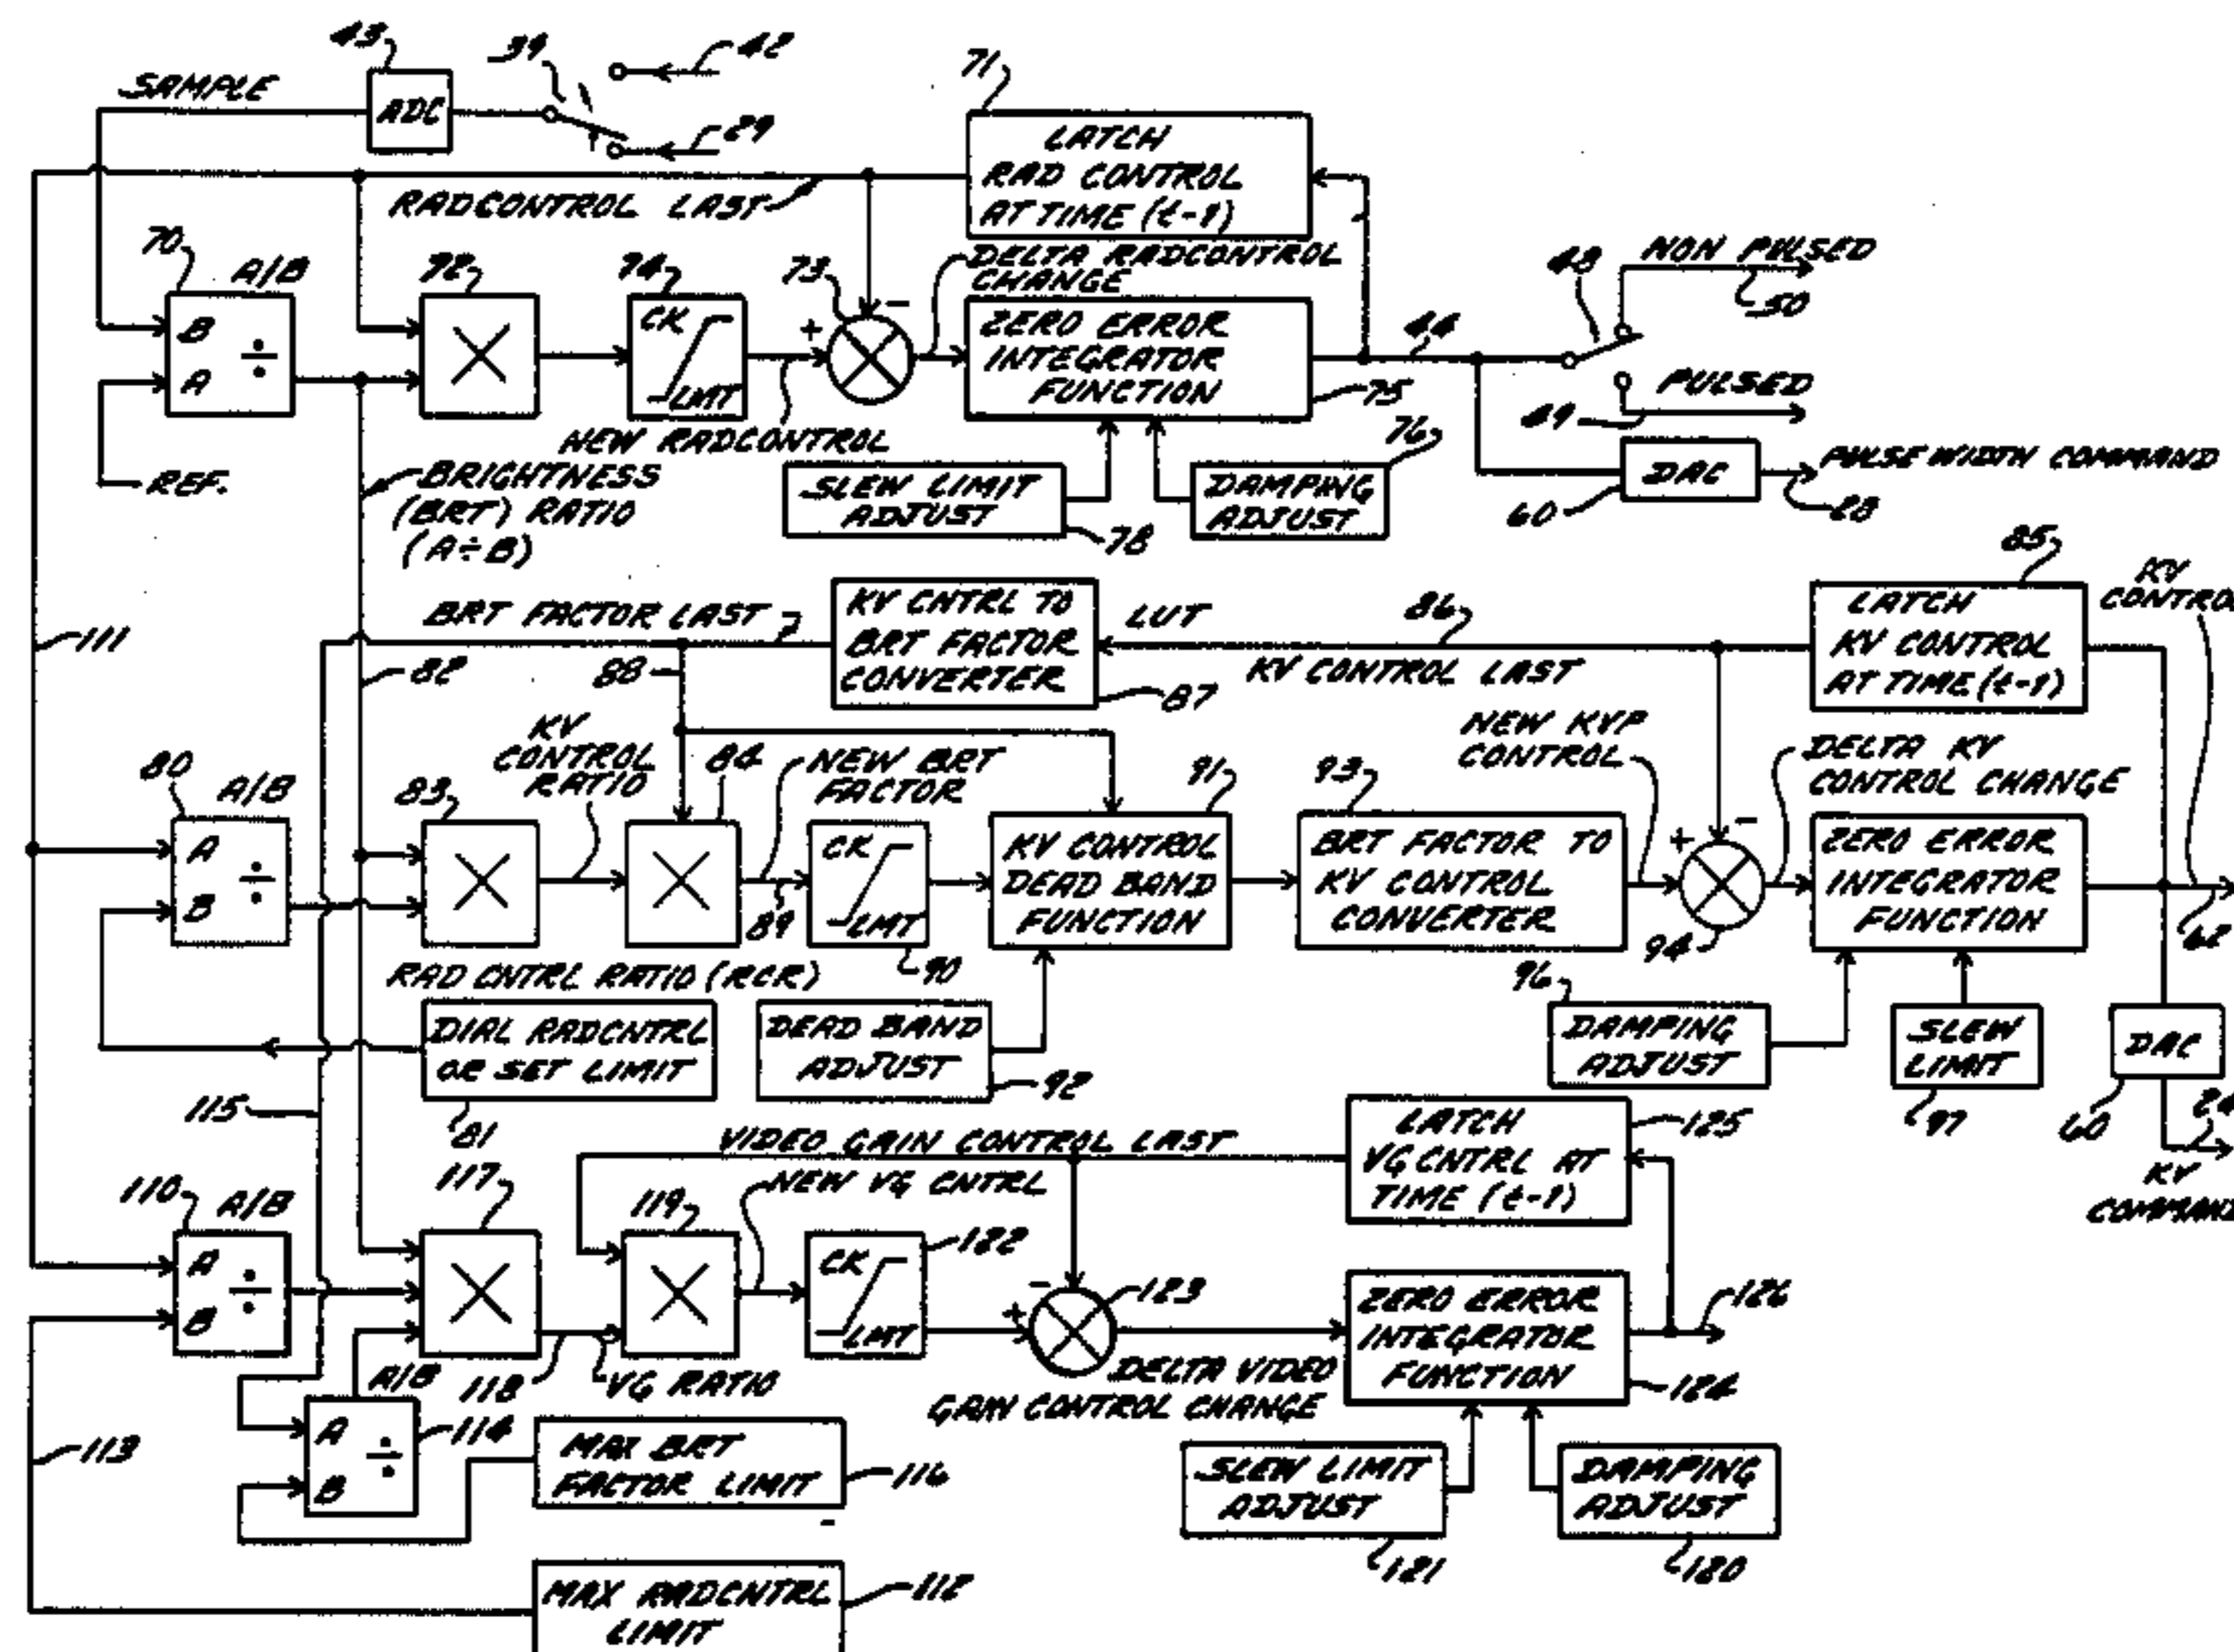 43
39
42
SAMPLE
ADC
29
71
LATCH
RAD CONTROL
AT TIME (t-1)
RADCONTROL LAST
70
A/B
B
A
÷
REF.
72
74
CK
LMT
73
+
-
DELTA RADCONTROL
CHANGE
ZERO ERROR
INTEGRATOR
FUNCTION
75
44
48
NON PULSED
50
PULSED
49
NEW RADCONTROL
SLEW LIMIT
ADJUST
78
76
DAMPING
ADJUST
DAC
60
PULSE WIDTH COMMAND
28
BRIGHTNESS
(BRT) RATIO
(A÷B)
111
82
BRT FACTOR LAST
88
KV CNTRL TO
BRT FACTOR
CONVERTER
87
LUT
86
KV CONTROL LAST
85
LATCH
KV CONTROL
AT TIME (t-1)
KV
CONTROL
80
A/B
A
B
÷
83
KV
CONTROL
RATIO
84
NEW BRT
FACTOR
89
CK
LMT
90
91
KV CONTROL
DEAD BAND
FUNCTION
93
BRT FACTOR TO
KV CONTROL
CONVERTER
NEW KVP
CONTROL
+
-
94
DELTA KV
CONTROL CHANGE
ZERO ERROR
INTEGRATOR
FUNCTION
62
RAD CNTRL RATIO (RCR)
DIAL RADCNTRL
OR SET LIMIT
81
DEAD BAND
ADJUST
92
96
DAMPING
ADJUST
SLEW
LIMIT
97
DAC
60
24
KV
COMMAND
115
110
A/B
A
B
÷
117
VIDEO GAIN CONTROL LAST
NEW VG CNTRL
119
CK
LMT
122
LATCH
VG CNTRL AT
TIME (t-1)
125
118
VG RATIO
+
-
123
DELTA VIDEO
GAIN CONTROL CHANGE
ZERO ERROR
INTEGRATOR
FUNCTION
124
126
113
A/B
A
B
÷
114
MAX BRT
FACTOR LIMIT
116
SLEW LIMIT
ADJUST
121
DAMPING
ADJUST
120
MAX RADCNTRL
LIMIT
112